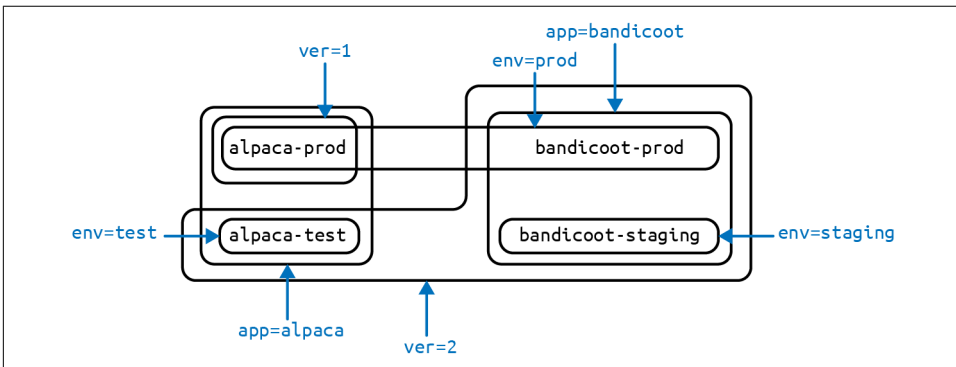 app=bandicoot
ver=1
env=prod
alpaca-prod
bandicoot-prod
env=test
alpaca-test
bandicoot-staging
env=staging
app=alpaca
ver=2